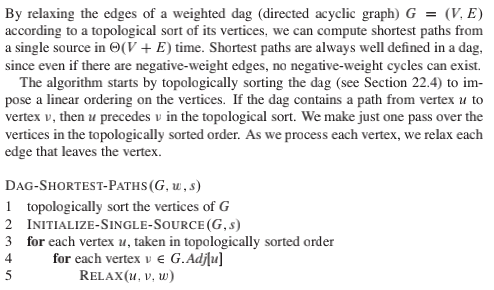 By relaxing the edges of a weighted dag (directed acyclic graph) G = (V, E)
according to a topological sort of its vertices, we can compute shortest paths from
a single source in Θ(V + E) time. Shortest paths are always well defined in a dag,
since even if there are negative-weight edges, no negative-weight cycles can exist.
The algorithm starts by topologically sorting the dag (see Section 22.4) to im-
pose a linear ordering on the vertices. If the dag contains a path from vertex u to
vertex v, then u precedes v in the topological sort. We make just one pass over the
vertices in the topologically sorted order. As we process each vertex, we relax each
edge that leaves the vertex.
DAG-SHORTEST-PATHS(G, w, s)
1 topologically sort the vertices of G
2 INITIALIZE-SINGLE-SOURCE(G, s)
3 for each vertex u, taken in topologically sorted order
4 for each vertex v ∈ G.Adj[u]
5 RELAX(u, v, w)